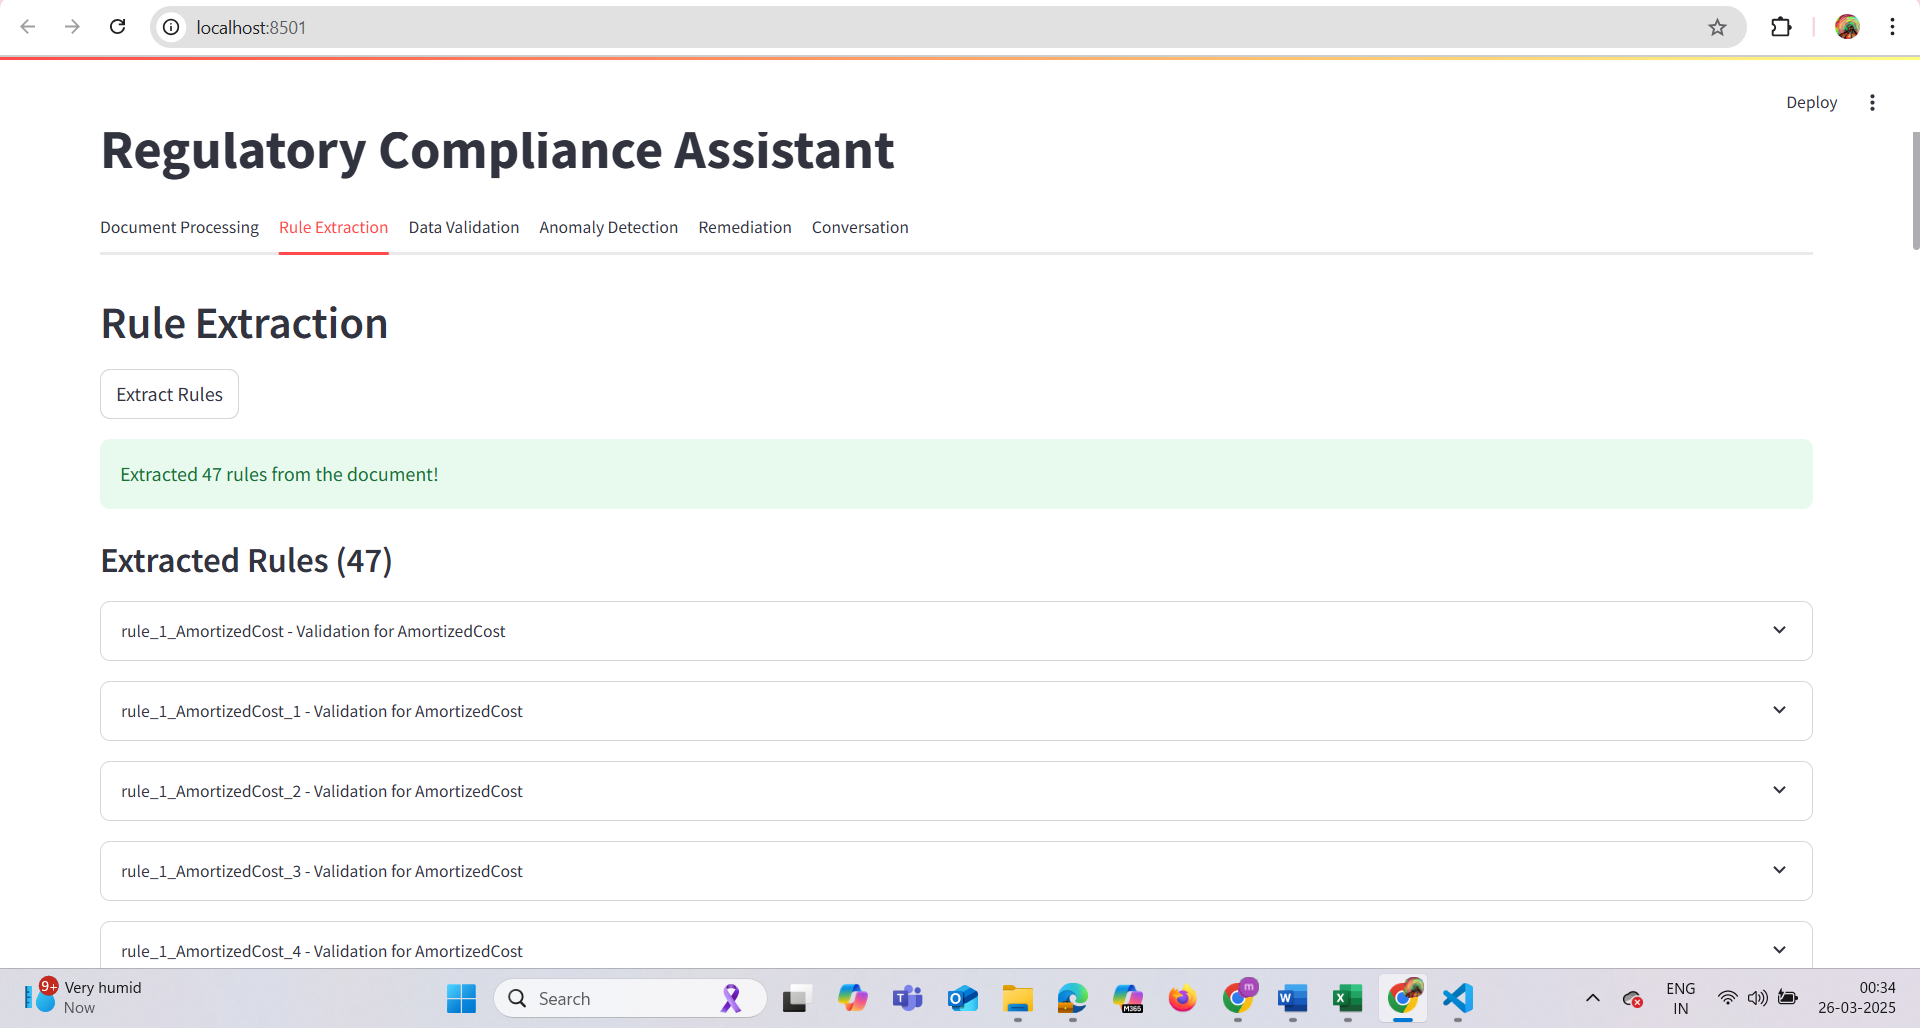 localhost:8501
Deploy
Regulatory Compliance Assistant
Document Processing Rule Extraction Data Validation Anomaly Detection Remediation Conversation
Rule Extraction
Extract Rules
Extracted 47 rules from the document!
Extracted Rules (47)
rule_1_AmortizedCost - Validation for AmortizedCost
rule_1_AmortizedCost_1 - Validation for AmortizedCost
rule_1_AmortizedCost_2 - Validation for AmortizedCost
rule_1_AmortizedCost_3 - Validation for AmortizedCost
rule_1_AmortizedCost_4 - Validation for AmortizedCost
9+ Very humid
Now
Search
M365
m
ENG
IN
00:34
26-03-2025